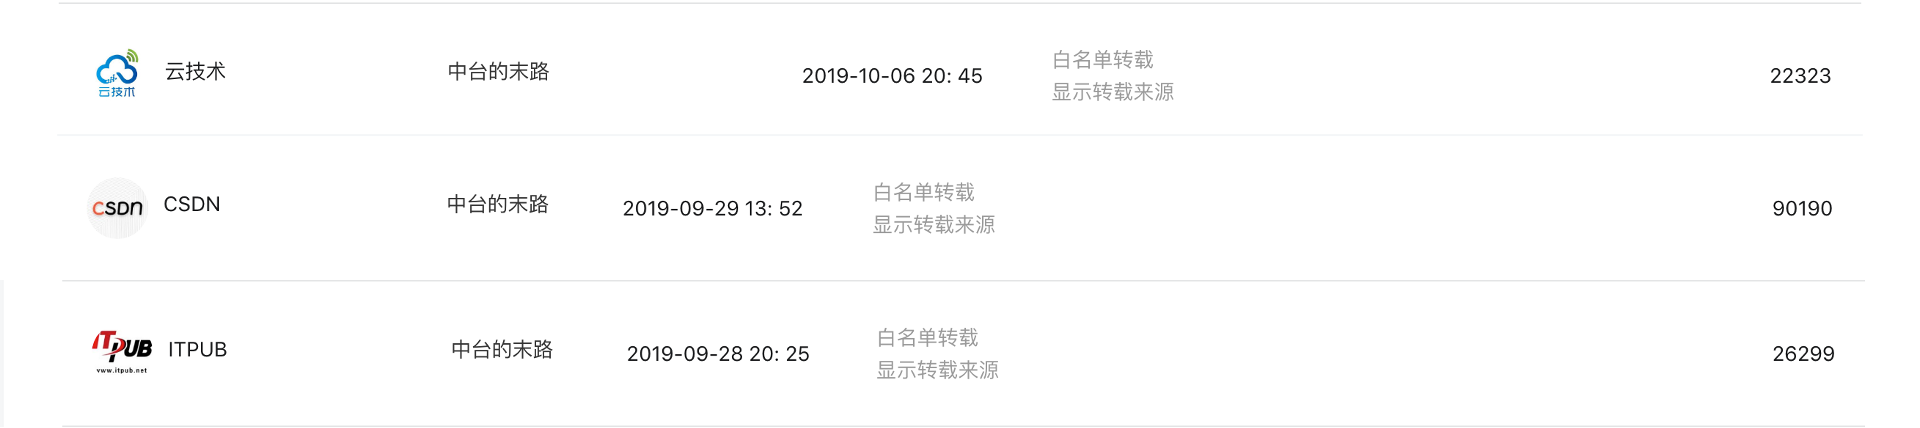 云技术
云技术
中台的末路
2019-10-06 20: 45
白名单转载
显示转载来源
22323
CSDN
CSDN
中台的末路
2019-09-29 13: 52
白名单转载
显示转载来源
90190
ITPUB
www.itpub.net
ITPUB
中台的末路
2019-09-28 20: 25
白名单转载
显示转载来源
26299